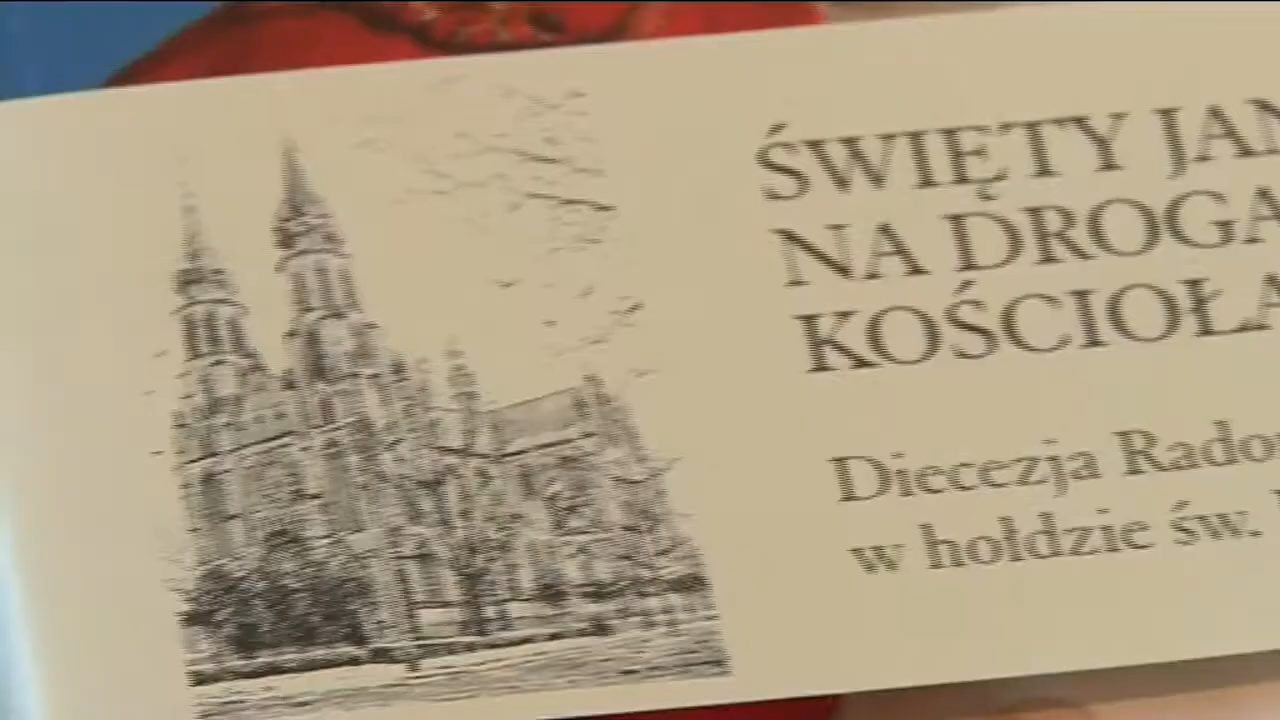 ŚWIĘTY JAN
NA DROGA
KOŚCIOŁA
Diecezja Rado
w hołdzie św.